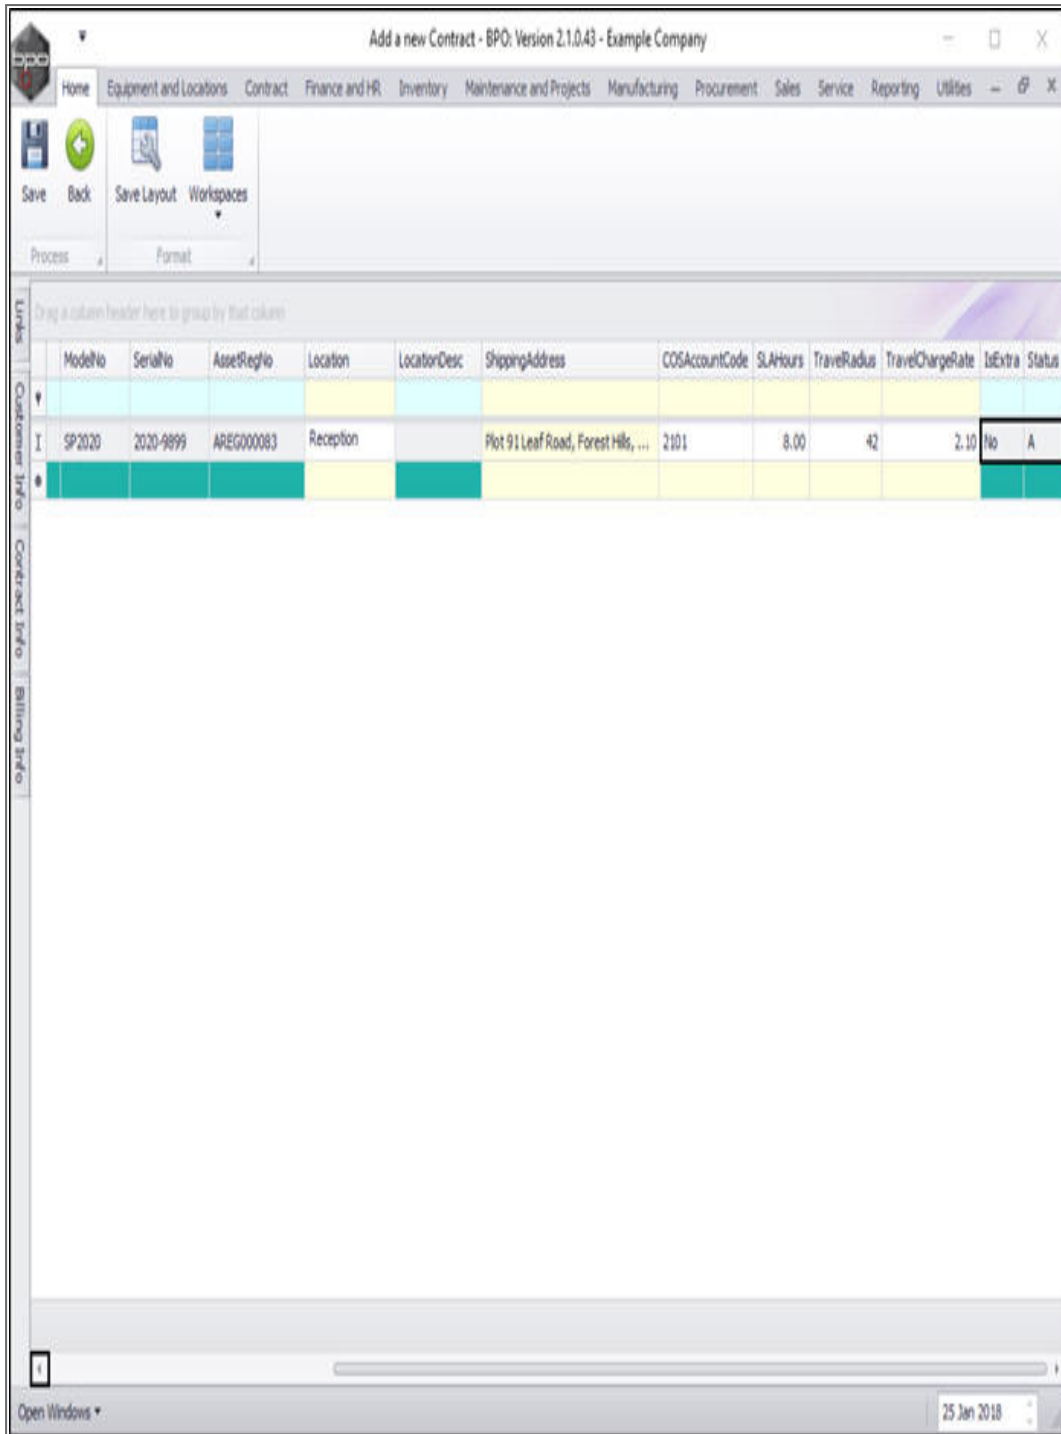 Add a new Contract - BPO: Version 2.1.0.43 - Example Company
bpo
Home Equipment and Locations Contract Finance and HR Inventory Maintenance and Projects Manufacturing Procurement Sales Service Reporting Utilities
Save Back Save Layout Workspaces
Process Format
Drag a column header here to group by that column
ModelNo SerialNo AssetRegNo Location LocationDesc ShippingAddress COSAccountCode SLAHours TravelRadius TravelChargeRate IsExtra Status
SP2020 2020-9899 AREG000083 Reception Plot 91 Leaf Road, Forest Hills, ... 2101 8.00 42 2.10 No A
Links
Customer Info
Contract Info
Billing Info
Open Windows 25 Jan 2018